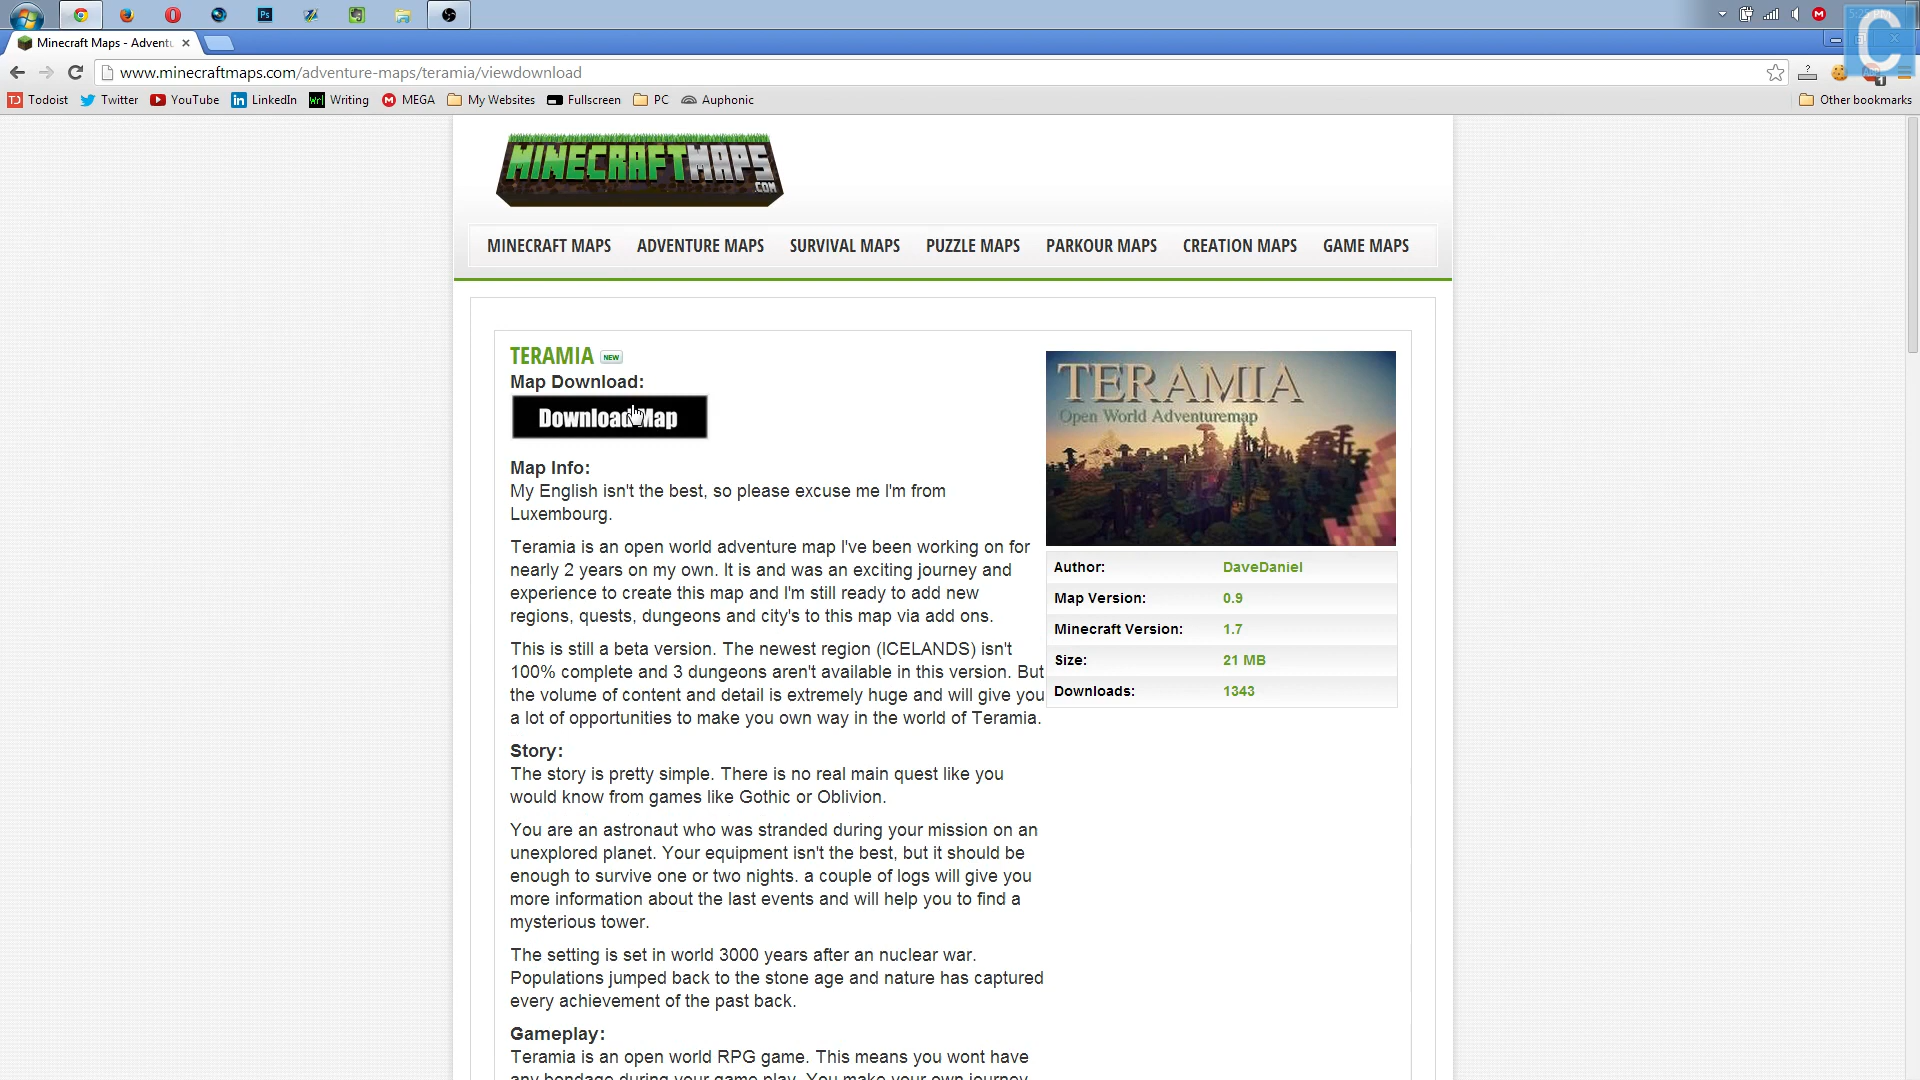 Minecraft Maps - Advent
www.minecraftmaps.com/adventure-maps/teramia/viewdownload
Todoist Twitter YouTube LinkedIn Writing MEGA My Websites Fullscreen PC Auphonic Other bookmarks
MINECRAFTMAPS
.COM
MINECRAFT MAPS ADVENTURE MAPS SURVIVAL MAPS PUZZLE MAPS PARKOUR MAPS CREATION MAPS GAME MAPS
TERAMIA NEW
Map Download:
Download Map
Map Info:
My English isn't the best, so please excuse me I'm from
Luxembourg.
Teramia is an open world adventure map I've been working on for
nearly 2 years on my own. It is and was an exciting journey and
experience to create this map and I'm still ready to add new
regions, quests, dungeons and city's to this map via add ons.
This is still a beta version. The newest region (ICELANDS) isn't
100% complete and 3 dungeons aren't available in this version. But
the volume of content and detail is extremely huge and will give you
a lot of opportunities to make you own way in the world of Teramia.
Story:
The story is pretty simple. There is no real main quest like you
would know from games like Gothic or Oblivion.
You are an astronaut who was stranded during your mission on an
unexplored planet. Your equipment isn't the best, but it should be
enough to survive one or two nights. a couple of logs will give you
more information about the last events and will help you to find a
mysterious tower.
The setting is set in world 3000 years after an nuclear war.
Populations jumped back to the stone age and nature has captured
every achievement of the past back.
Gameplay:
Teramia is an open world RPG game. This means you wont have
any bondage during your game play. You make your own journey
TERAMIA
Open World Adventuremap
Author: DaveDaniel
Map Version: 0.9
Minecraft Version: 1.7
Size: 21 MB
Downloads: 1343